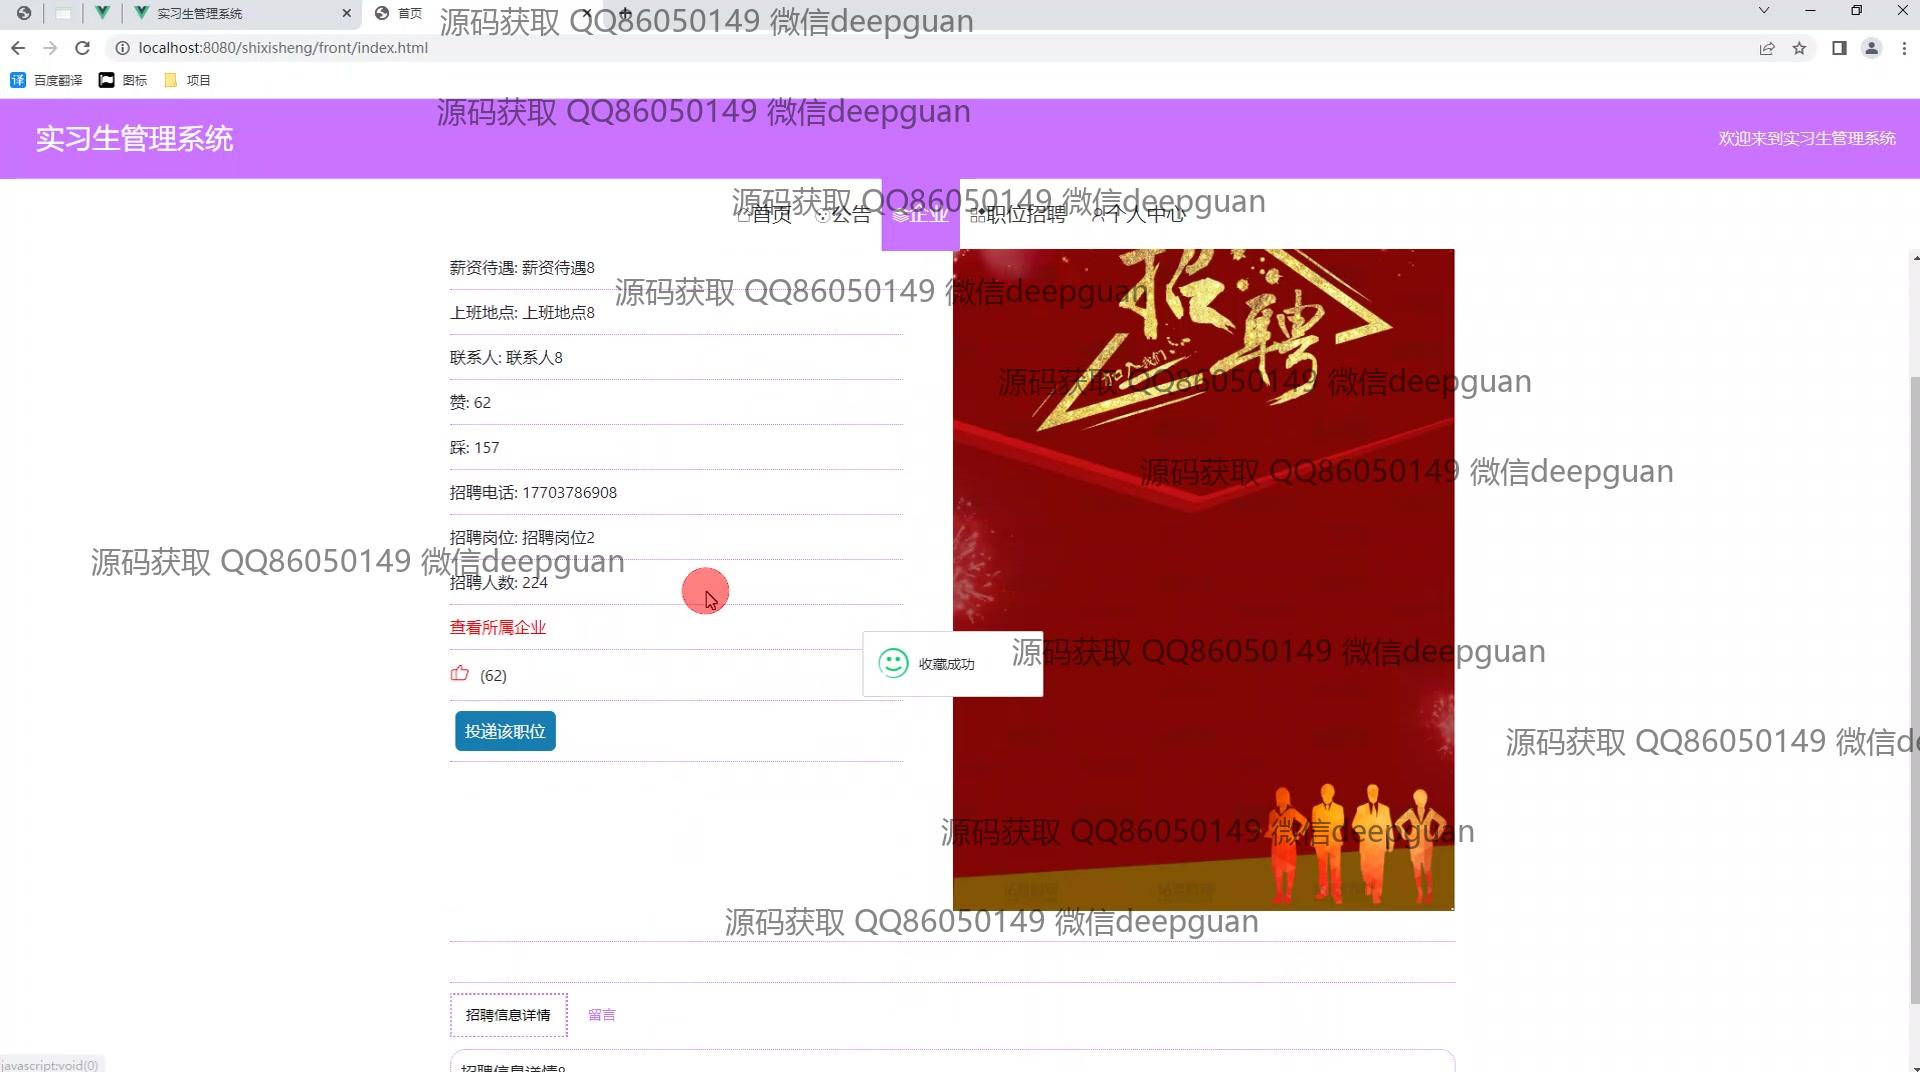 实习生管理系统
首页
源码获取 QQ86050149 微信deepguan
localhost:8080/shixisheng/front/index.html
百度翻译
图标
项目
源码获取 QQ86050149 微信deepguan
实习生管理系统
欢迎来到实习生管理系统
源码获取 QQ86050149 微信deepguan
首页
公告
企业
职位招聘
个人中心
薪资待遇: 薪资待遇8
招聘
加入我们
源码获取 QQ86050149 微信deepguan
上班地点: 上班地点8
联系人: 联系人8
源码获取 QQ86050149 微信deepguan
赞: 62
踩: 157
源码获取 QQ86050149 微信deepguan
招聘电话: 17703786908
招聘岗位: 招聘岗位2
源码获取 QQ86050149 微信deepguan
招聘人数: 224
查看所属企业
收藏成功
源码获取 QQ86050149 微信deepguan
(62)
投递该职位
源码获取 QQ86050149 微信de
源码获取 QQ86050149 微信deepguan
源码获取 QQ86050149 微信deepguan
招聘信息详情
留言
招聘信息详情8
javascript:void(0)